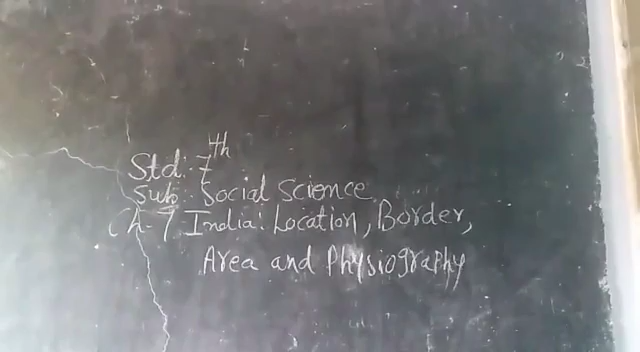 Std: 7th
Sub: Social Science
Ch-7 India: Location, Border,
Area and Physiography